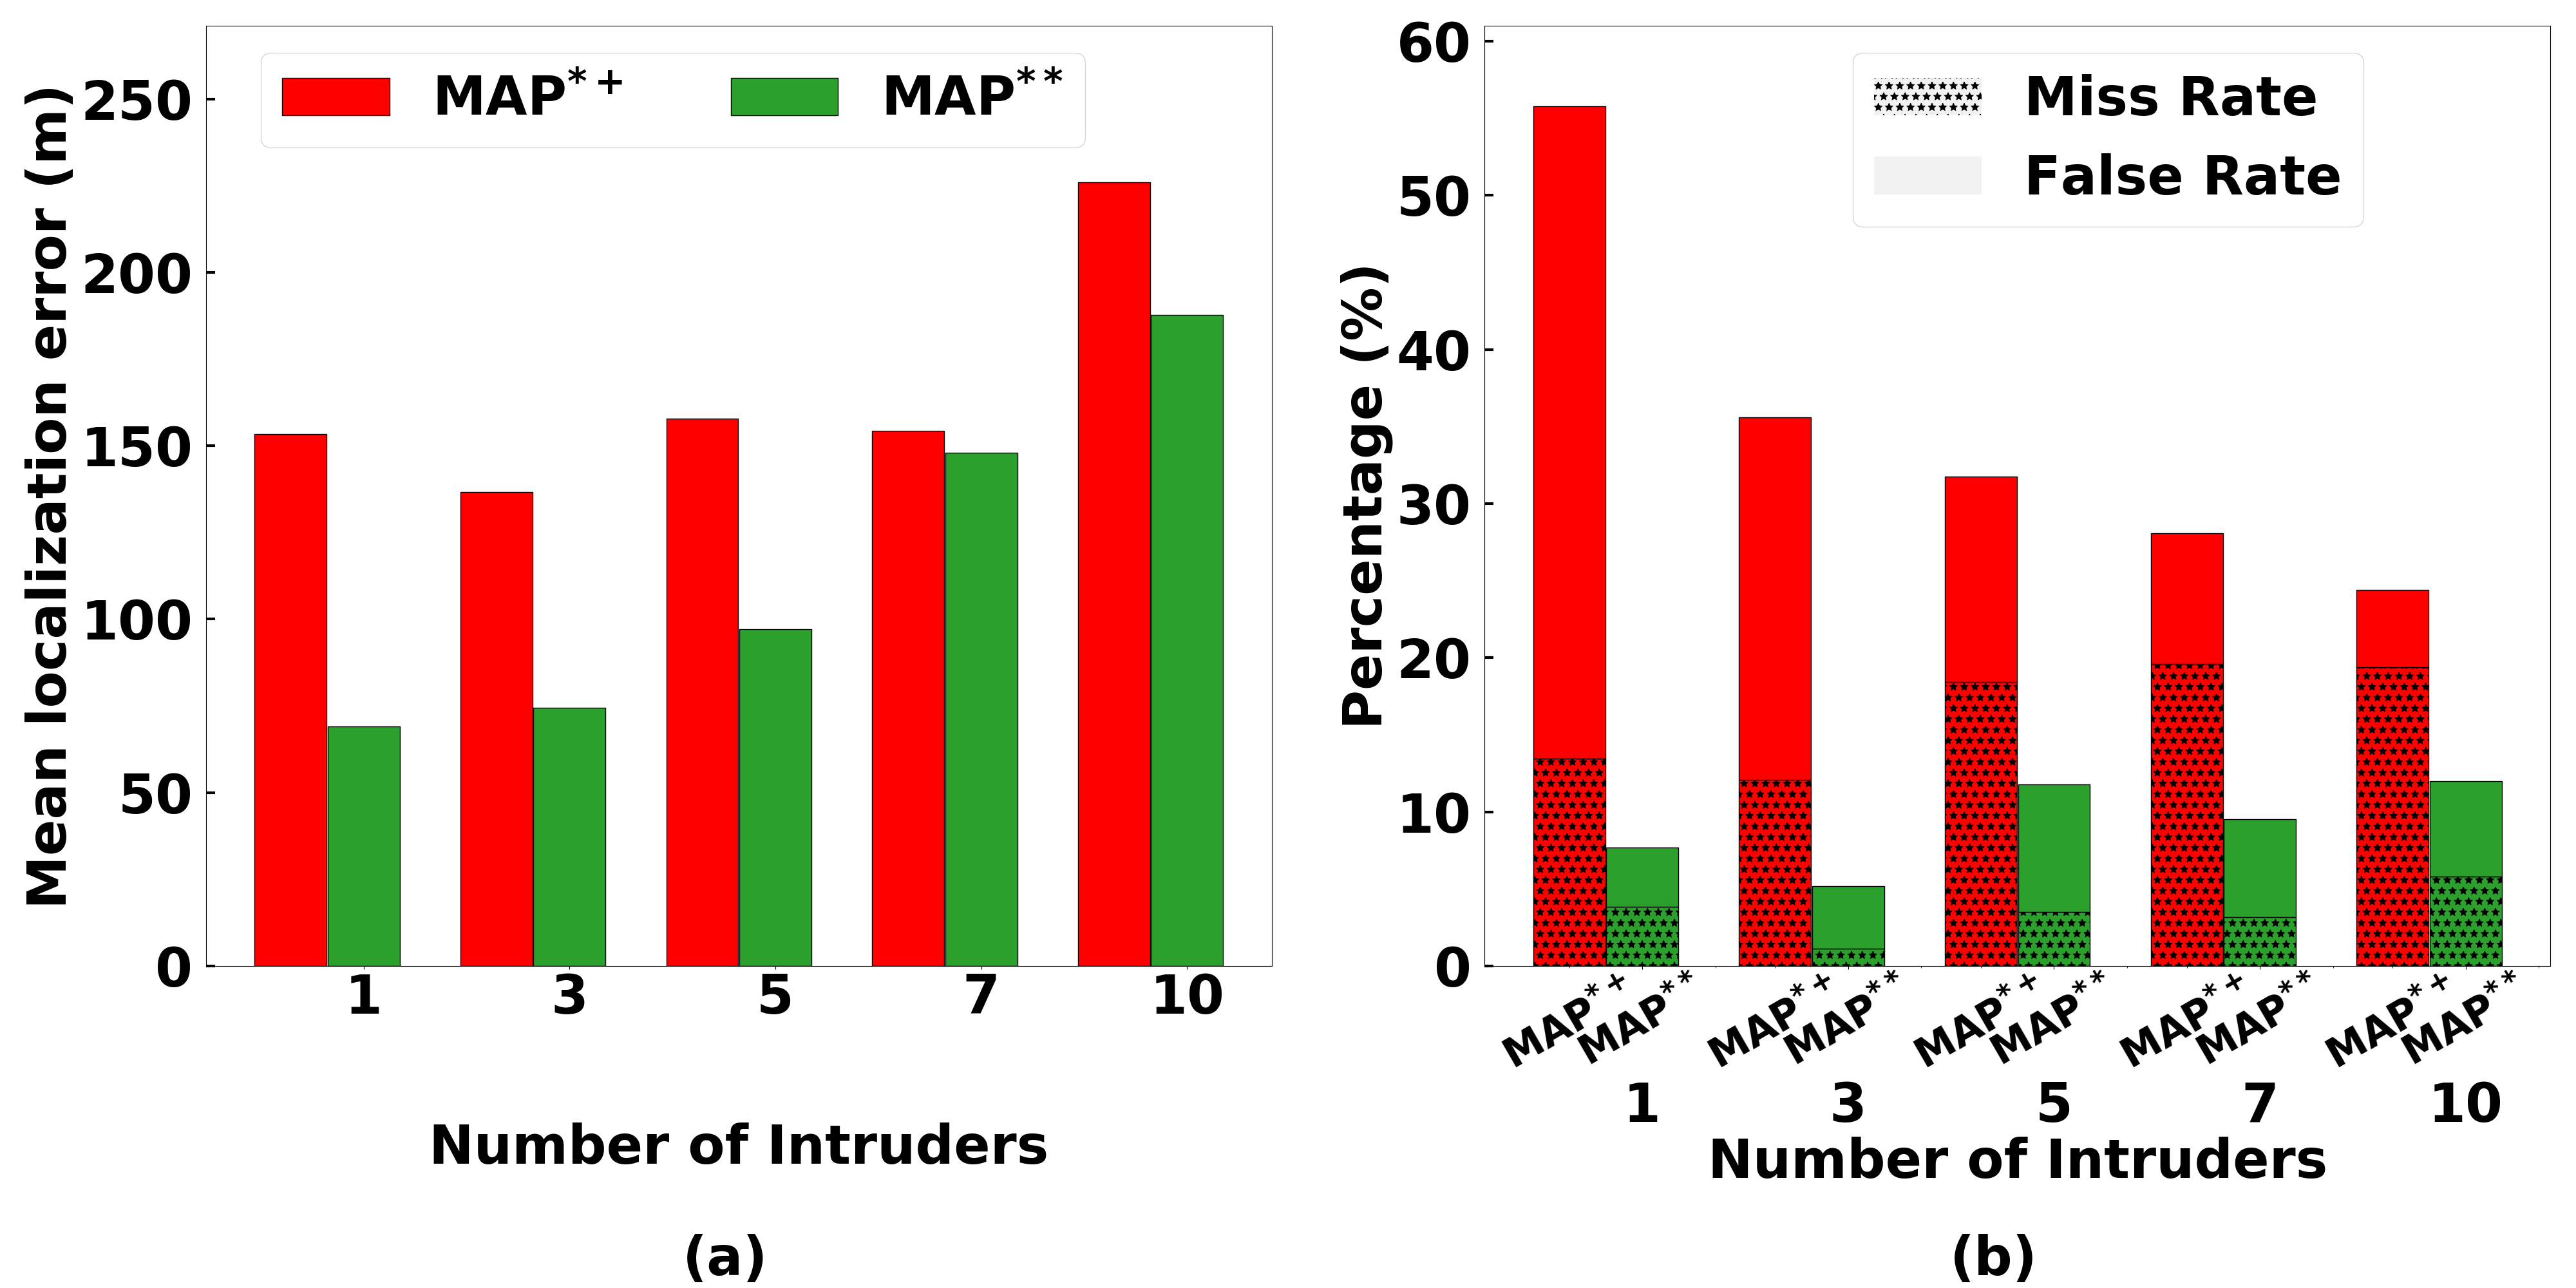 MAP*+ MAP**
Mean localization error (m)
250
200
150
100
50
0
1 3 5 7 10
Number of Intruders
(a)
Miss Rate
False Rate
Percentage (%)
60
50
40
30
20
10
0
MAP*+ MAP** MAP*+ MAP** MAP*+ MAP** MAP*+ MAP** MAP*+ MAP**
1 3 5 7 10
Number of Intruders
(b)